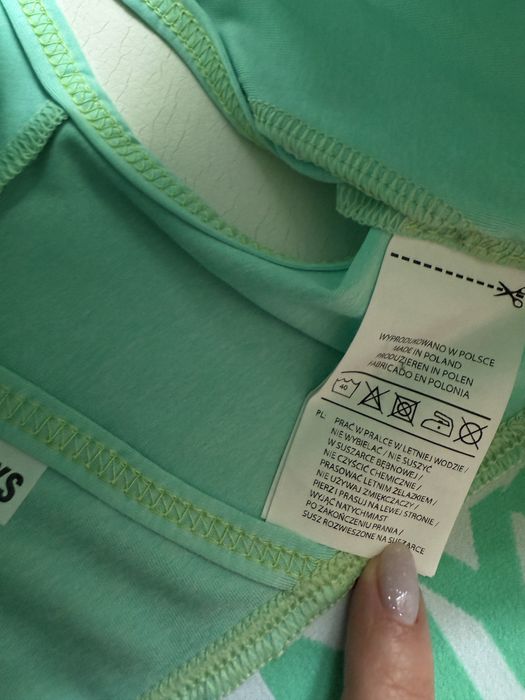 WYPRODUKOWANO W POLSCE
MADE IN POLAND
PRODUZIEREN IN POLEN
FABRICADO EN POLONIA
40
PL: PRAĆ W PRALCE W LETNIEJ WODZIE/
NIE WYBIELAĆ / NIE SUSZYĆ
W SUSZARCE BĘBNOWEJ /
NIE CZYŚCIĆ CHEMICZNIE /
PRASOWAĆ LETNIM ŻELAZKIEM/
NIE UŻYWAJ ZMIĘKCZACZY /
PIERZ I PRASUJ NA LEWEJ STRONIE /
WYJĄĆ NATYCHMIAST
PO ZAKOŃCZENIU PRANIA /
SUSZ ROZWIESZONE NA SUSZARCE